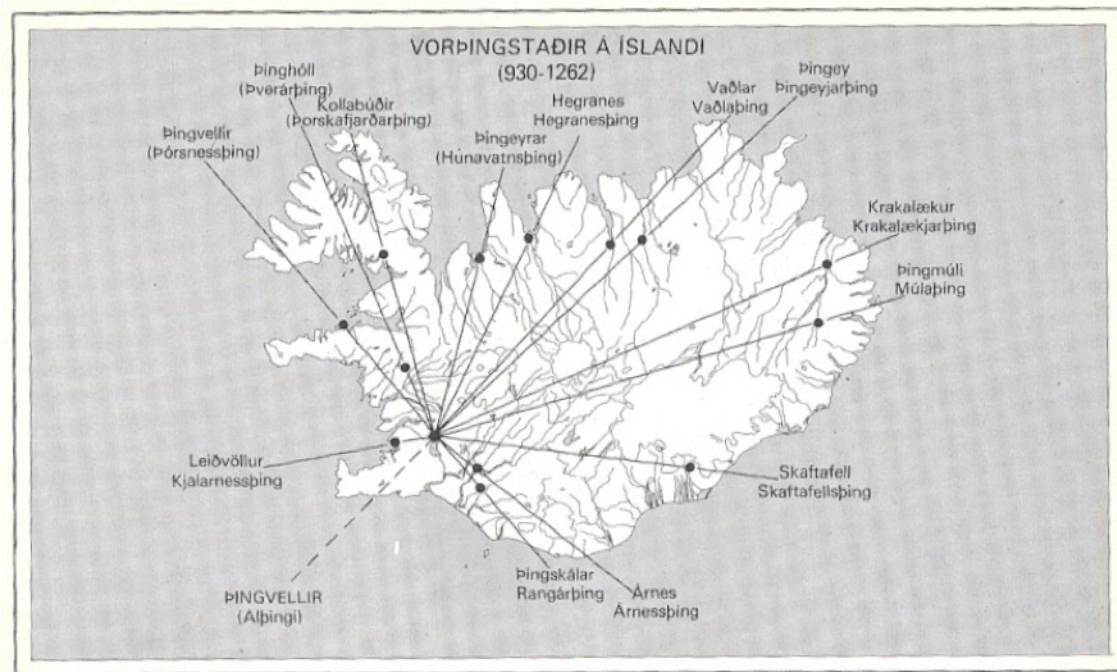 VORÞINGSTAÐIR Á ÍSLANDI
(930-1262)
Þinghóll
(Þverárþing)
Kollabúðir
(Þorskafjarðarþing)
Þingvellir
(Þórsnessþing)
Þingeyrar
(Húnavatnsþing)
Hegranes
Hegranesþing
Vaðlar
Vaðlaþing
Þingey
Þingeyjarþing
Krakalækur
Krakalækjarþing
Þingmúli
Múlaþing
Leiðvöllur
Kjalarnessþing
Skaftafell
Skaftafellsþing
Þingskálar
Rangárþing
Árnes
Árnessþing
ÞINGVELLIR
(Alþingi)